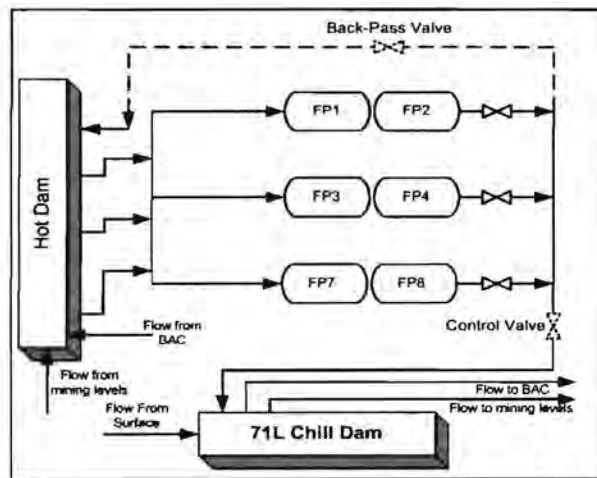 Back-Pass Valve
Hot Dam
FP1
FP2
FP3
FP4
FP7
FP8
Control Valve
Flow from
BAC
Flow from
mining levels
Flow From
Surface
71L Chill Dam
Flow to BAC
Flow to mining levels